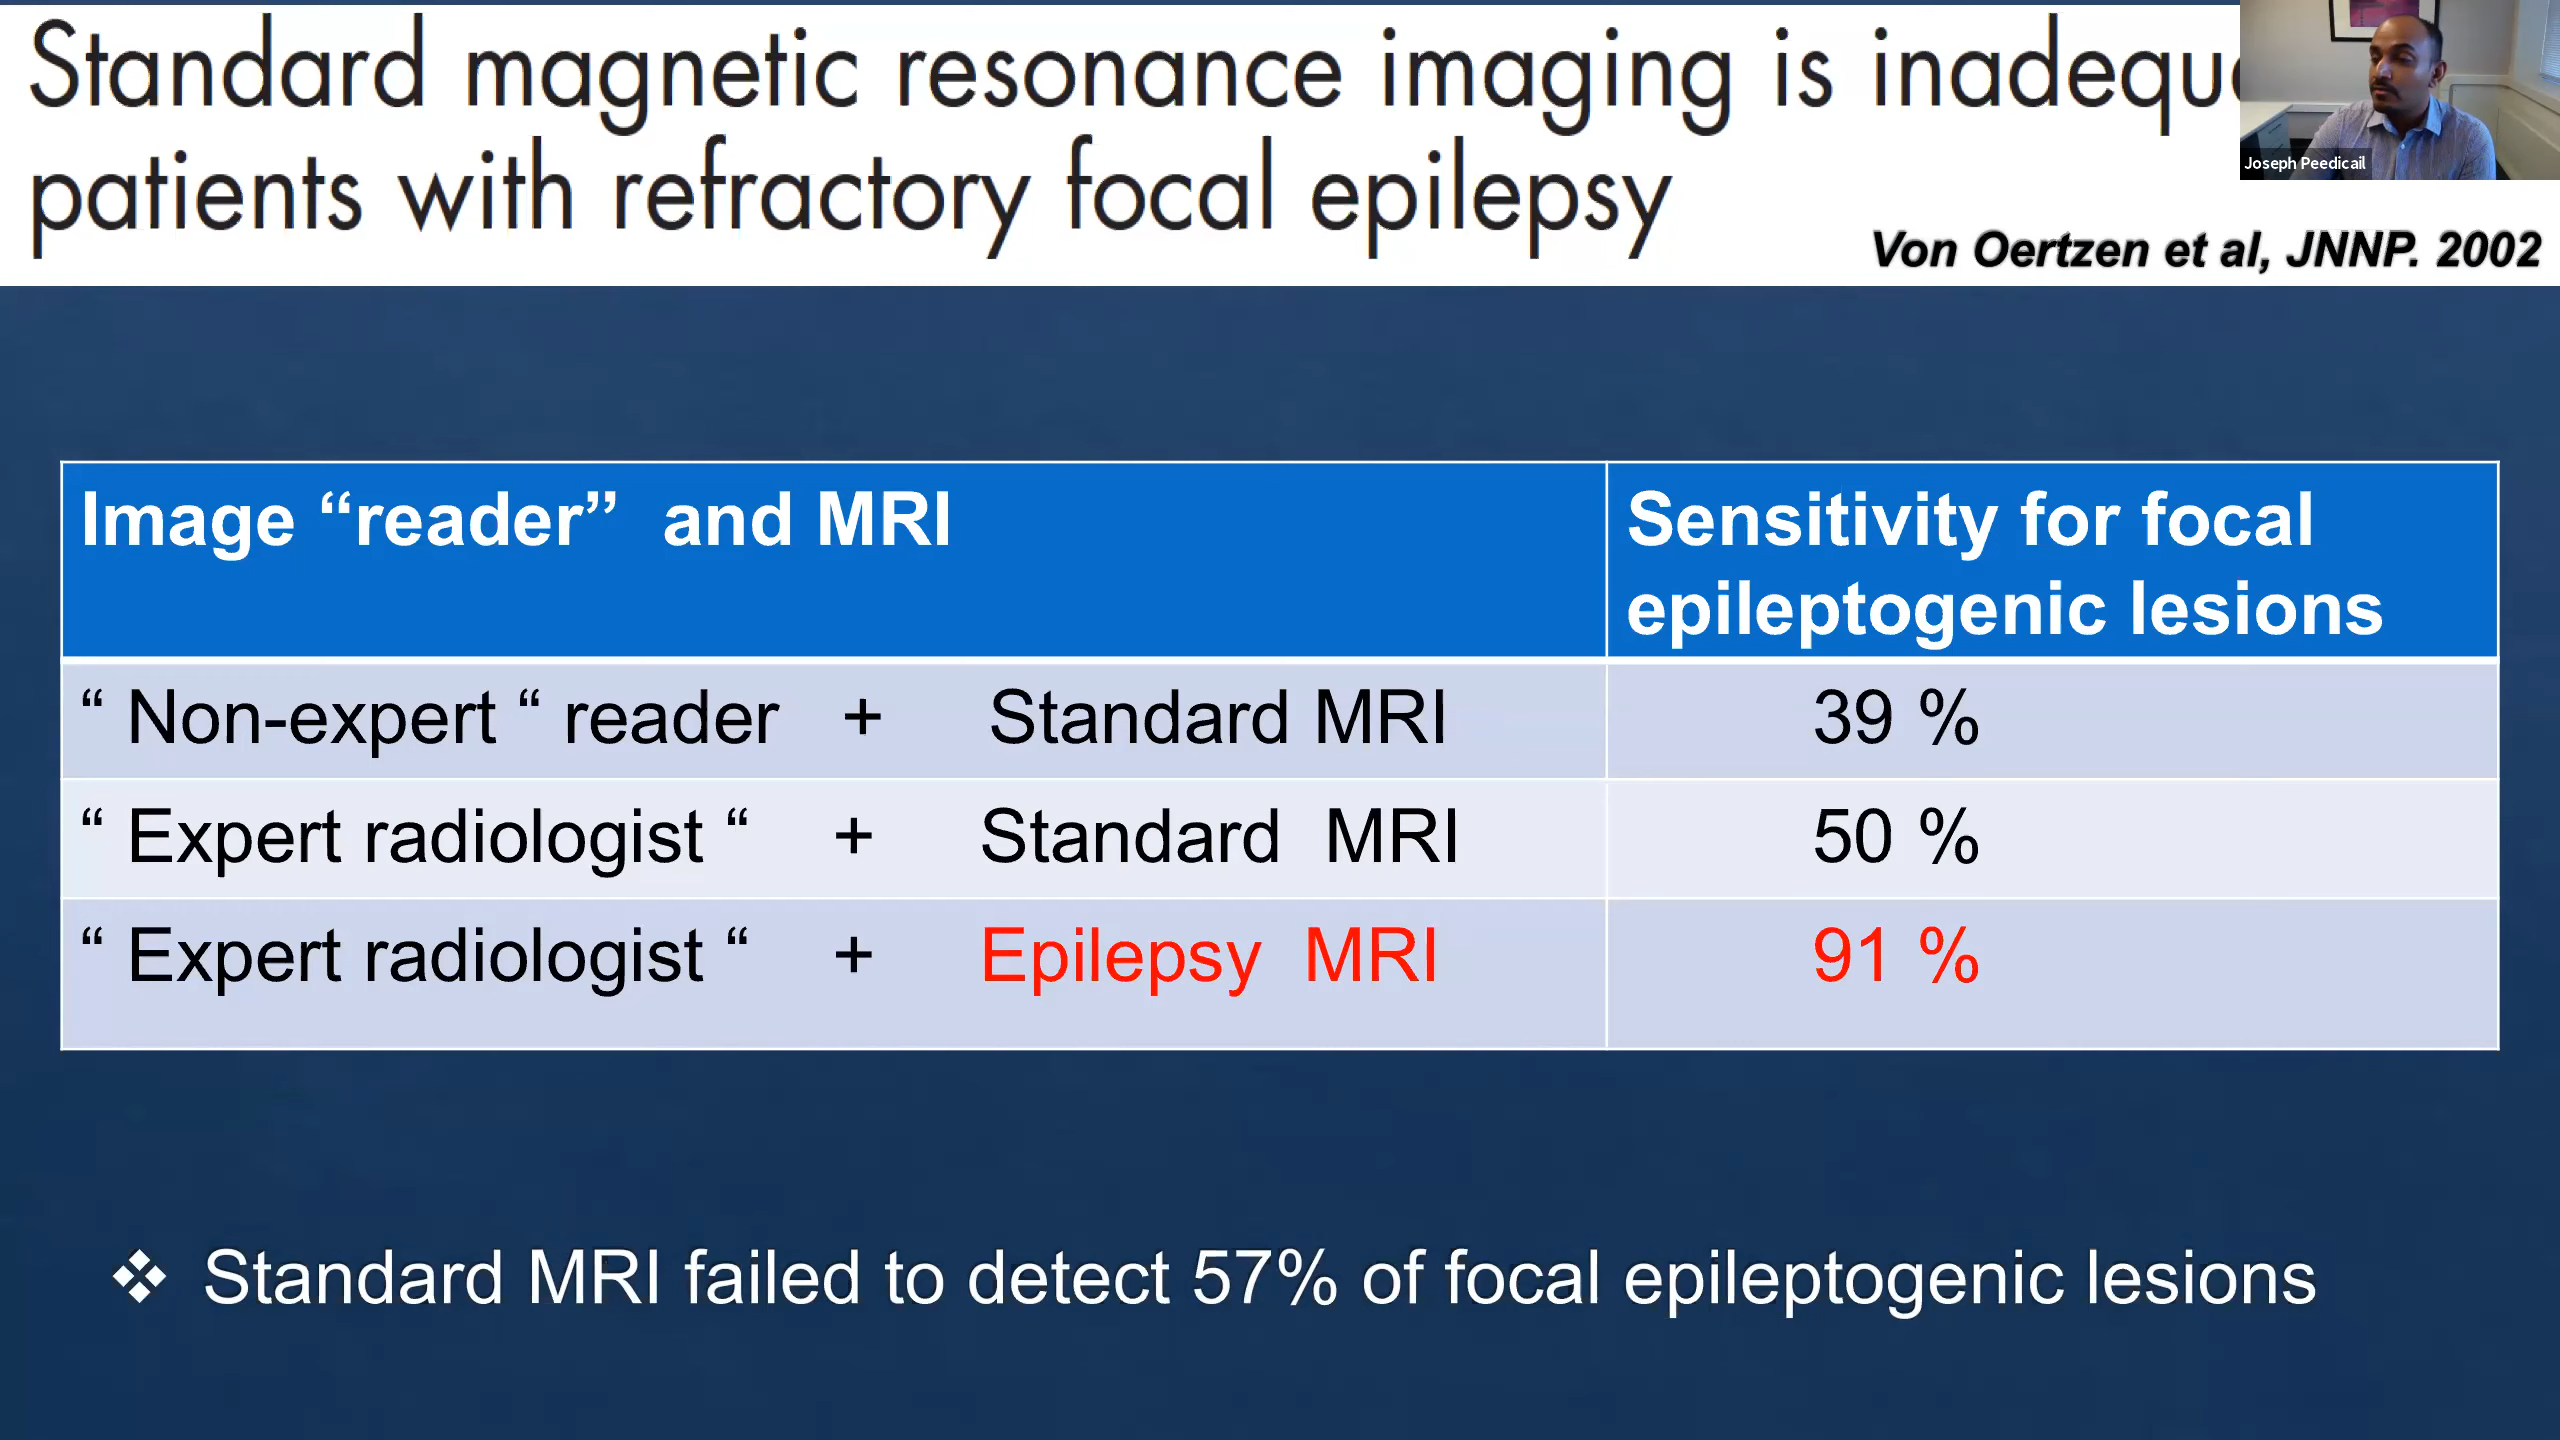 Standard magnetic resonance imaging is
patients with refractory focal epilepsy
Joseph Peedicail
Von Oertzen et al, JNNP. 2002
Image “reader”  and MRI
Sensitivity for focal
epileptogenic lesions
“ Non-expert “ reader + Standard MRI
39 %
“ Expert radiologist “ + Standard MRI
50 %
“ Expert radiologist “ + Epilepsy MRI
91 %
❖ Standard MRI failed to detect 57% of focal epileptogenic lesions